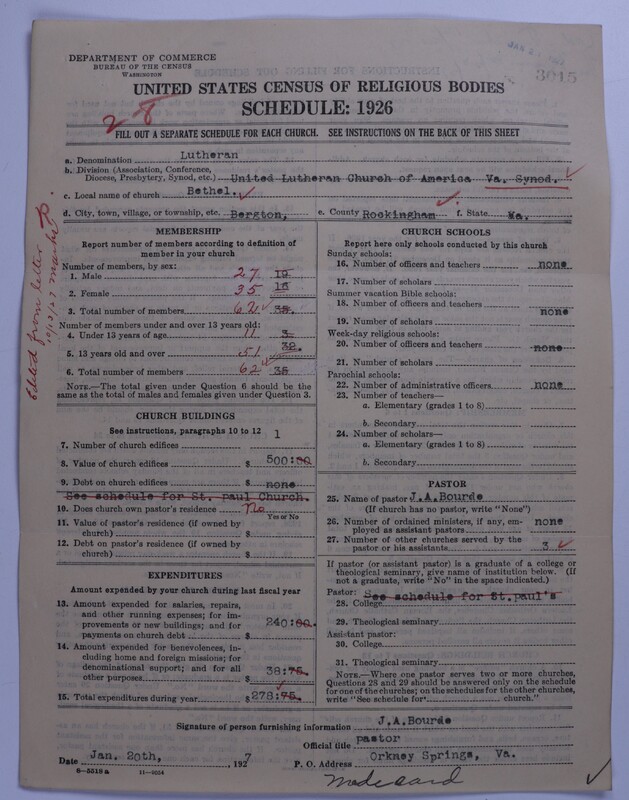 DEPARTMENT OF COMMERCE
BUREAU OF THE CENSUS
WASHINGTON
3015
UNITED STATES CENSUS OF RELIGIOUS BODIES
SCHEDULE: 1926
28
FILL OUT A SEPARATE SCHEDULE FOR EACH CHURCH. SEE INSTRUCTIONS ON THE BACK OF THIS SHEET
a. Denomination Lutheran
b. Division (Association, Conference,
Diocese, Presbytery, Synod, etc.) United Lutheran Church of America Va. Synod.
c. Local name of church Bethel.
d. City, town, village, or township, etc. Bergton, e. County Rockingham f. State Va.
Edited from letter
MEMBERSHIP
Report number of members according to definition of
member in your church
Number of members, by sex:
1. Male 27 19
2. Female 35
3. Total number of members 62
Number of members under and over 13 years old:
4. Under 13 years of age 11 3
5. 13 years old and over 51 32.
6. Total number of members 62 35
NOTE.—The total given under Question 6 should be the
same as the total of males and females given under Question 3.
CHURCH BUILDINGS
See instructions, paragraphs 10 to 12
7. Number of church edifices 1
8. Value of church edifices $ 500:00
9. Debt on church edifices $ none
See schedule for St. paul Church.
10. Does church own pastor's residence No
Yes or No
11. Value of pastor's residence (if owned by
church) $
12. Debt on pastor's residence (if owned by
church) $
EXPENDITURES
Amount expended by your church during last fiscal year
13. Amount expended for salaries, repairs,
and other running expenses; for im-
provements or new buildings; and for
payments on church debt $ 240:00.
14. Amount expended for benevolences, in-
cluding home and foreign missions; for
denominational support; and for all
other purposes $ 38:75.
15. Total expenditures during year $ 278:75.
CHURCH SCHOOLS
Report here only schools conducted by this church
Sunday schools:
16. Number of officers and teachers none
17. Number of scholars
Summer vacation Bible schools:
18. Number of officers and teachers none
19. Number of scholars
Week-day religious schools:
20. Number of officers and teachers none
21. Number of scholars
Parochial schools:
22. Number of administrative officers none
23. Number of teachers—
a. Elementary (grades 1 to 8)
b. Secondary
24. Number of scholars—
a. Elementary (grades 1 to 8)
b. Secondary
PASTOR
25. Name of pastor J.A.Bourde
(If church has no pastor, write "None")
26. Number of ordained ministers, if any, em-
ployed as assistant pastors none
27. Number of other churches served by the
pastor or his assistants 3
If pastor (or assistant pastor) is a graduate of a college or
theological seminary, give name of institution below. (If
not a graduate, write "No" in the space indicated.)
Pastor: See schedule for St.paul's
28. College
29. Theological seminary
Assistant pastor:
30. College
31. Theological seminary
NOTE.—Where one pastor serves two or more churches,
Questions 28 and 29 should be answered only on the schedule
for one of the churches; on the schedules for the other churches,
write "See schedule for church."
Signature of person furnishing information J.A.Bourde
Official title pastor
Date Jan. 20th, 1927 P. O. Address Orkney Springs, Va.
8—5518 a 11—9054
Made card